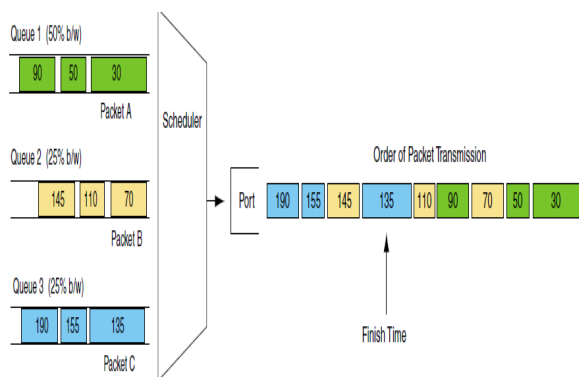 Queue 1 (50% b/w)
90 50 30
Packet A
Scheduler
Queue 2 (25% b/w)
145 110 70
Packet B
Order of Packet Transmission
Port 190 155 145 135 110 90 70 50 30
Queue 3 (25% b/w)
190 155 135
Packet C
Finish Time